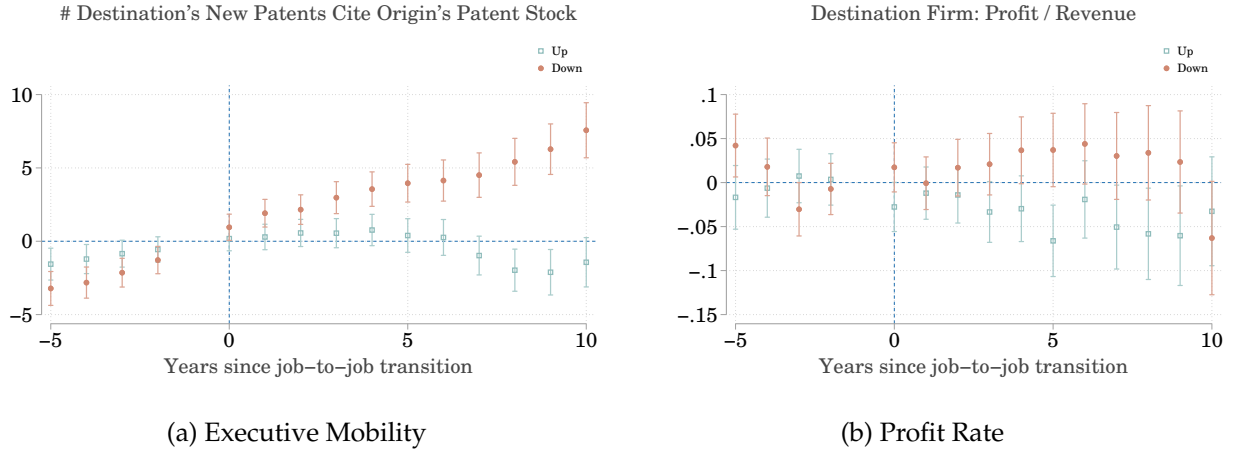 # Destination's New Patents Cite Origin's Patent Stock
Up
Down
10
5
0
−5
−5
0
5
10
Years since job−to−job transition
(a) Executive Mobility
Destination Firm: Profit / Revenue
Up
Down
.1
.05
0
−.05
−.1
−.15
−5
0
5
10
Years since job−to−job transition
(b) Profit Rate